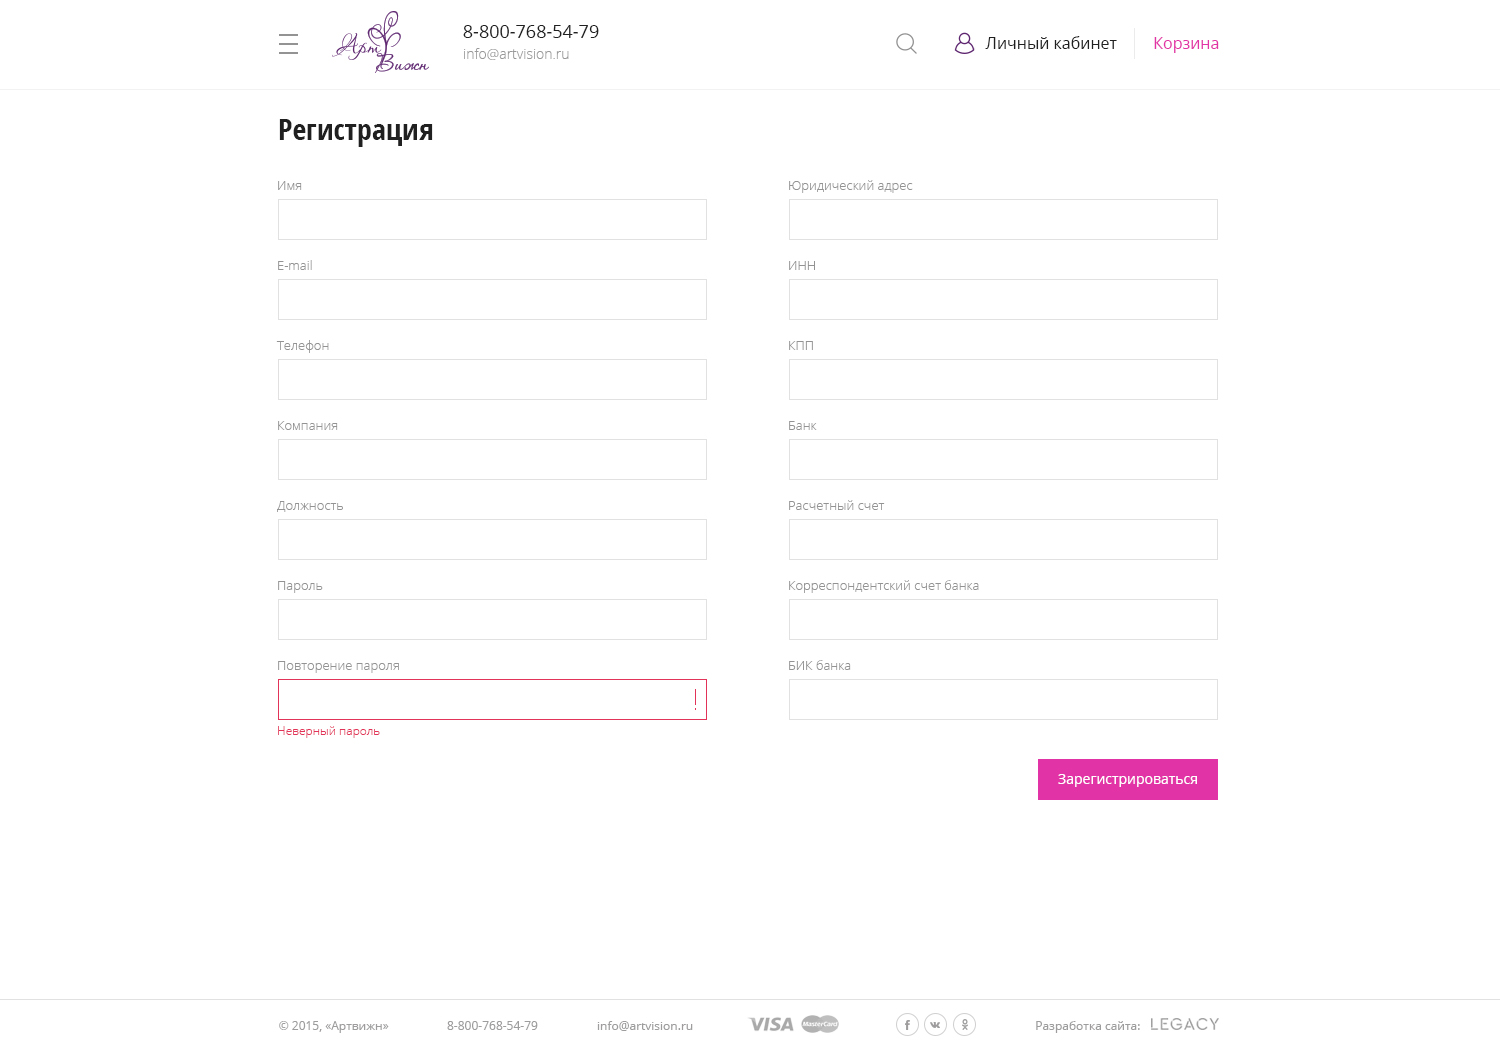 Арт
Вижн
8-800-768-54-79
info@artvision.ru
Личный кабинет
Корзина
Регистрация
Имя
E-mail
Телефон
Компания
Должность
Пароль
Повторение пароля
!
Неверный пароль
Юридический адрес
ИНН
КПП
Банк
Расчетный счет
Корреспондентский счет банка
БИК банка
Зарегистрироваться
© 2015, «Артвижн»
8-800-768-54-79
info@artvision.ru
VISA
MasterCard
Разработка сайта:
LEGACY